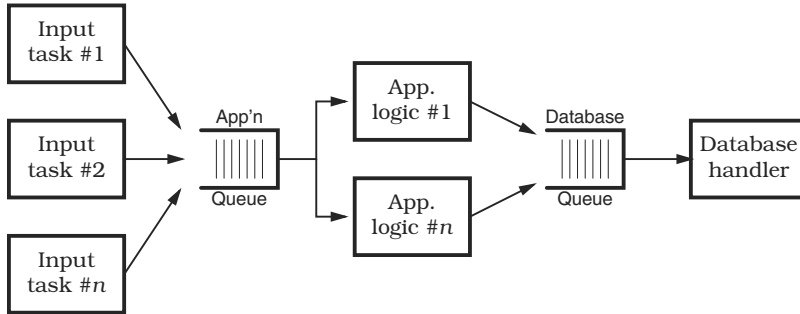 Input
task #1
Input
task #2
Input
task #n
App'n
Queue
App.
logic #1
App.
logic #n
Database
Queue
Database
handler